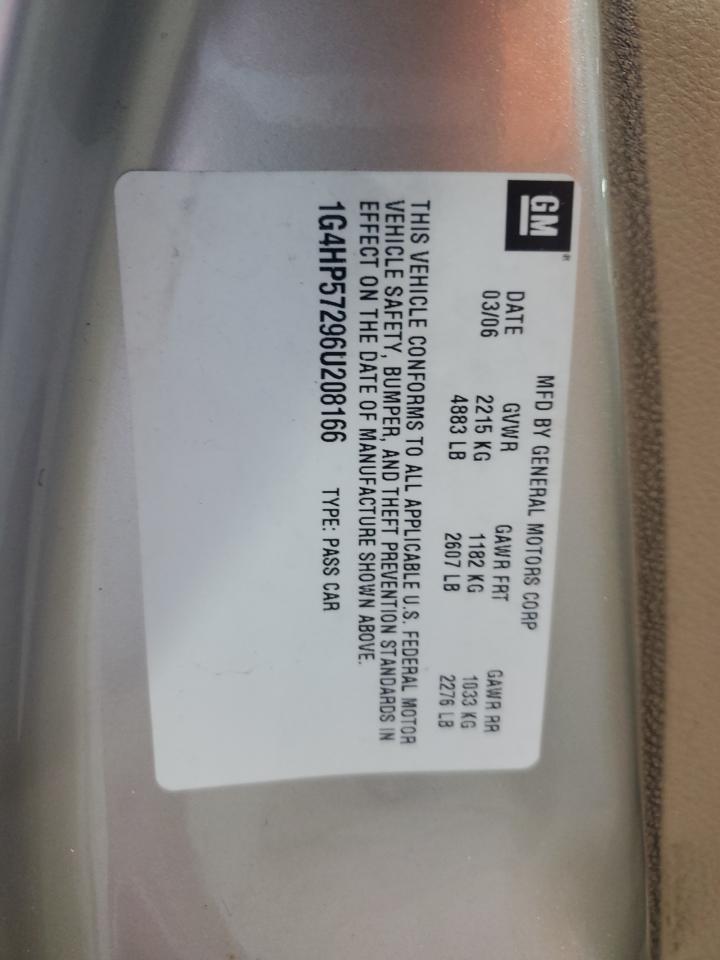 GM
MFD BY GENERAL MOTORS CORP
DATE GVWR GAWR FRT GAWR RR
03/06 2215 KG 1182 KG 1033 KG
4883 LB 2607 LB 2276 LB
THIS VEHICLE CONFORMS TO ALL APPLICABLE U.S. FEDERAL MOTOR
VEHICLE SAFETY, BUMPER, AND THEFT PREVENTION STANDARDS IN
EFFECT ON THE DATE OF MANUFACTURE SHOWN ABOVE.
1G4HP57296U208166 TYPE: PASS CAR